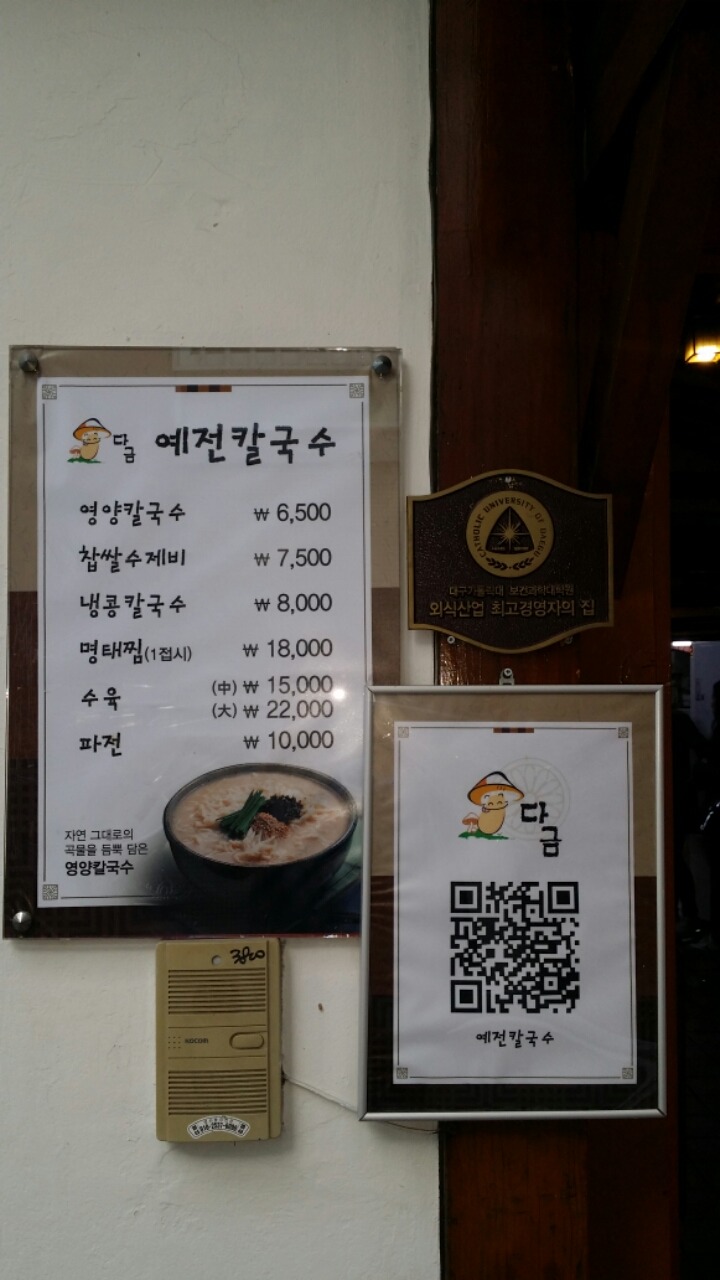 다금 예전칼국수
영양칼국수 ₩ 6,500
찹쌀수제비 ₩ 7,500
냉콩칼국수 ₩ 8,000
명태찜(1접시) ₩ 18,000
수육 (中) ₩ 15,000
(大) ₩ 22,000
파전 ₩ 10,000
자연 그대로의
곡물을 듬뿍 담은
영양칼국수
CATHOLIC UNIVERSITY OF DAEGU
대구가톨릭대 보건과학대학원
외식산업 최고경영자의 집
다금
예전칼국수
KOCOM